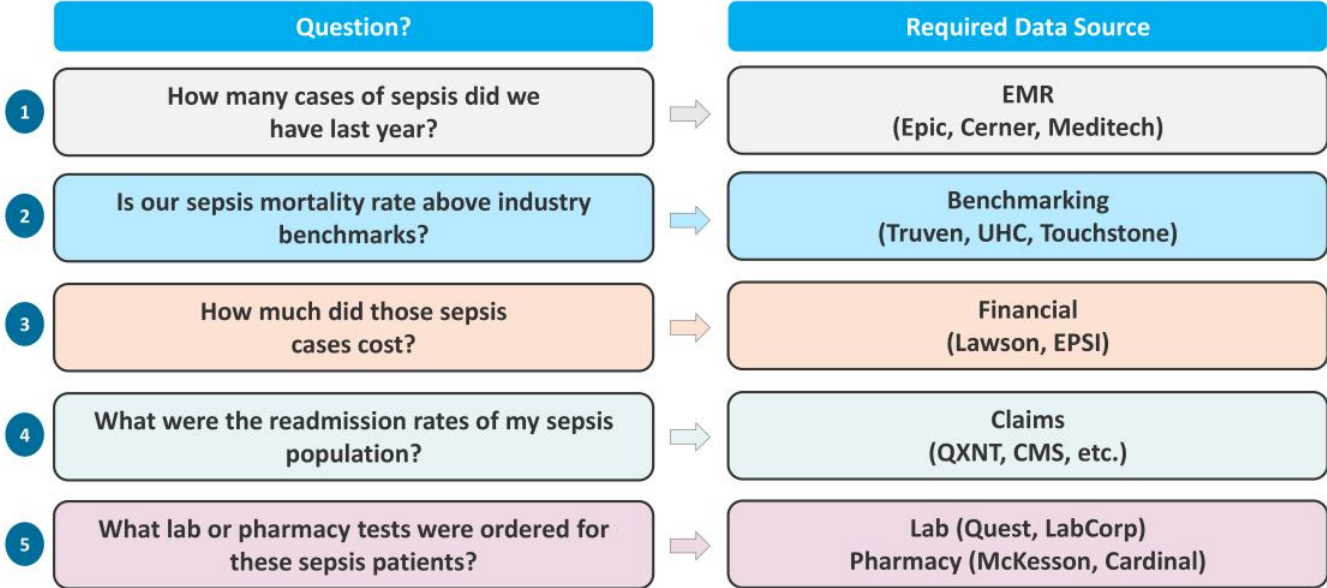 Question?
Required Data Source
1
How many cases of sepsis did we
have last year?
EMR
(Epic, Cerner, Meditech)
2
Is our sepsis mortality rate above industry
benchmarks?
Benchmarking
(Truven, UHC, Touchstone)
3
How much did those sepsis
cases cost?
Financial
(Lawson, EPSI)
4
What were the readmission rates of my sepsis
population?
Claims
(QXNT, CMS, etc.)
5
What lab or pharmacy tests were ordered for
these sepsis patients?
Lab (Quest, LabCorp)
Pharmacy (McKesson, Cardinal)